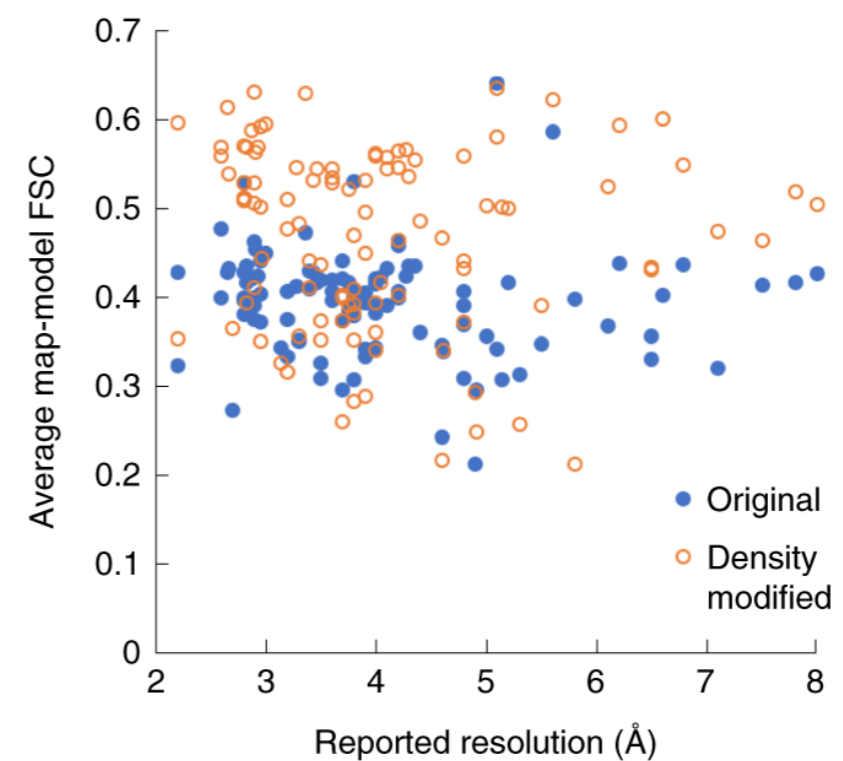 0.7
0.6
0.5
0.4
0.3
0.2
0.1
0
Average map-model FSC
2 3 4 5 6 7 8
Reported resolution (Å)
Original
Density
modified